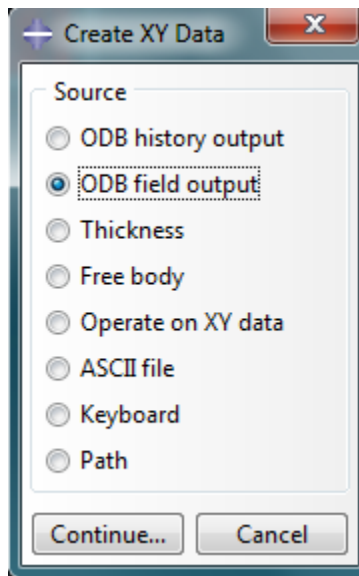 Create XY Data
Source
ODB history output
ODB field output
Thickness
Free body
Operate on XY data
ASCII file
Keyboard
Path
Continue... Cancel